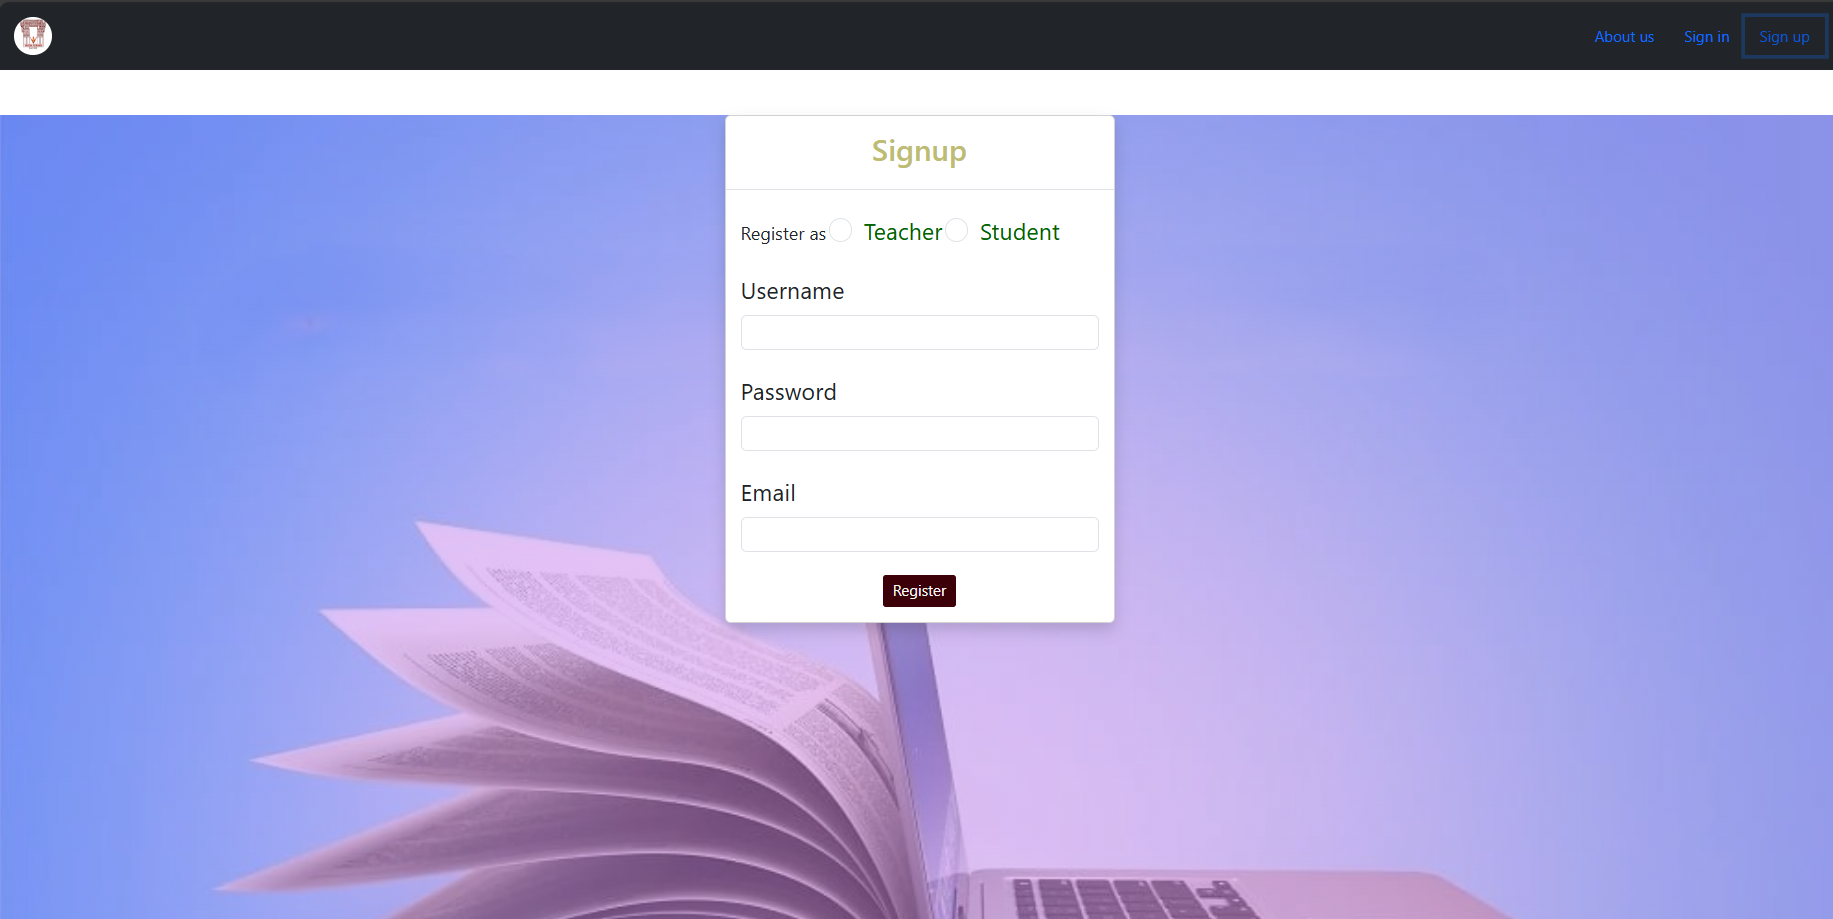 About us Sign in Sign up
Signup
Register as Teacher Student
Username
Password
Email
Register